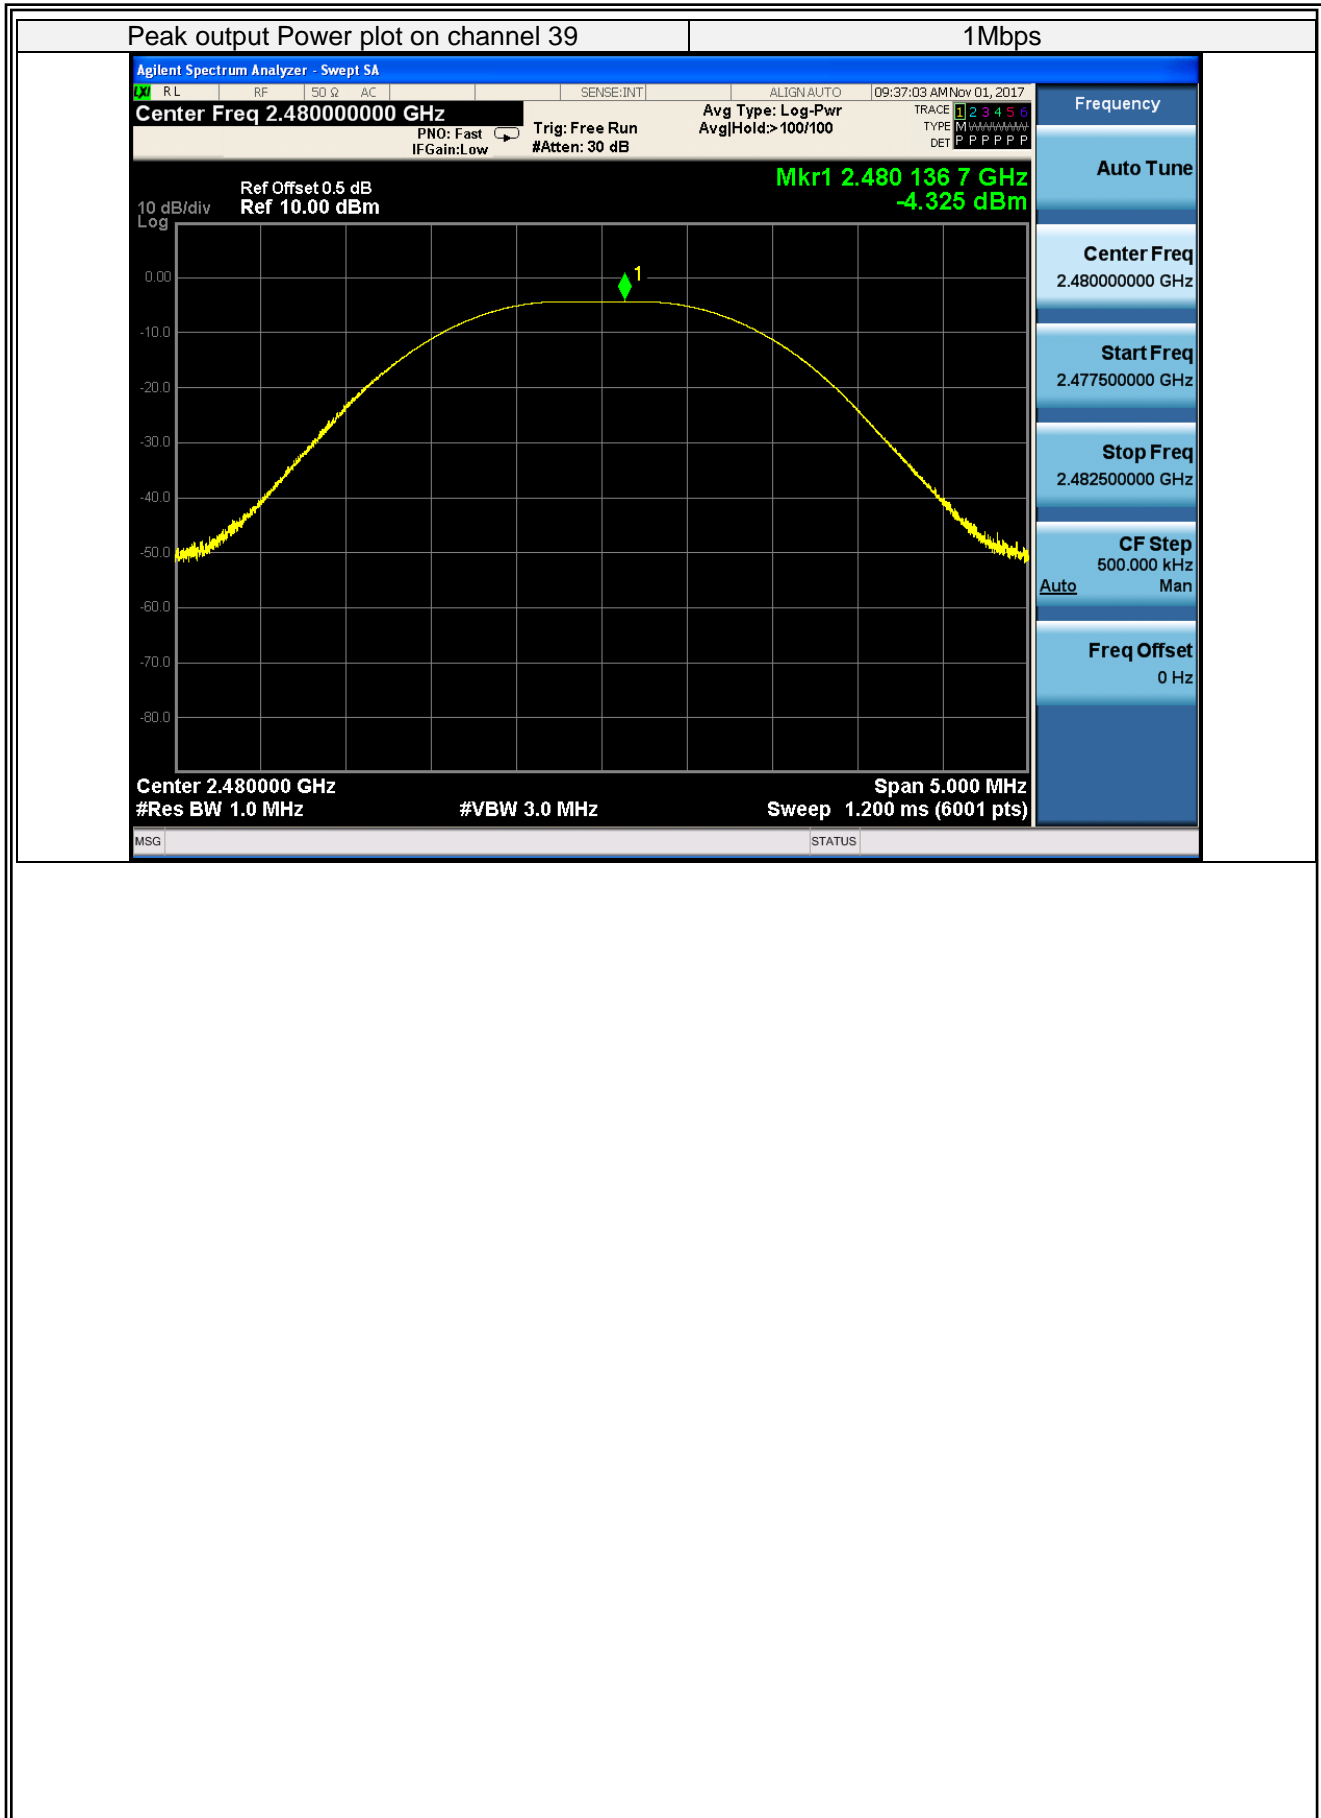 Peak output Power plot on channel 39 1Mbps
Agilent Spectrum Analyzer - Swept SA
LXI RL RF 50 Ω AC SENSE:INT ALIGN AUTO 09:37:03 AM Nov 01, 2017
Center Freq 2.480000000 GHz
PNO: Fast
IFGain:Low
Trig: Free Run
#Atten: 30 dB
Avg Type: Log-Pwr
Avg|Hold:>100/100
TRACE 1 2 3 4 5 6
TYPE M W W W W W
DET P P P P P P
Mkr1 2.480 136 7 GHz
-4.325 dBm
Ref Offset 0.5 dB
10 dB/div Ref 10.00 dBm
Log
1
0.00
-10.0
-20.0
-30.0
-40.0
-50.0
-60.0
-70.0
-80.0
Center 2.480000 GHz Span 5.000 MHz
#Res BW 1.0 MHz #VBW 3.0 MHz Sweep 1.200 ms (6001 pts)
MSG STATUS
Frequency
Auto Tune
Center Freq
2.480000000 GHz
Start Freq
2.477500000 GHz
Stop Freq
2.482500000 GHz
CF Step
500.000 kHz
Auto Man
Freq Offset
0 Hz